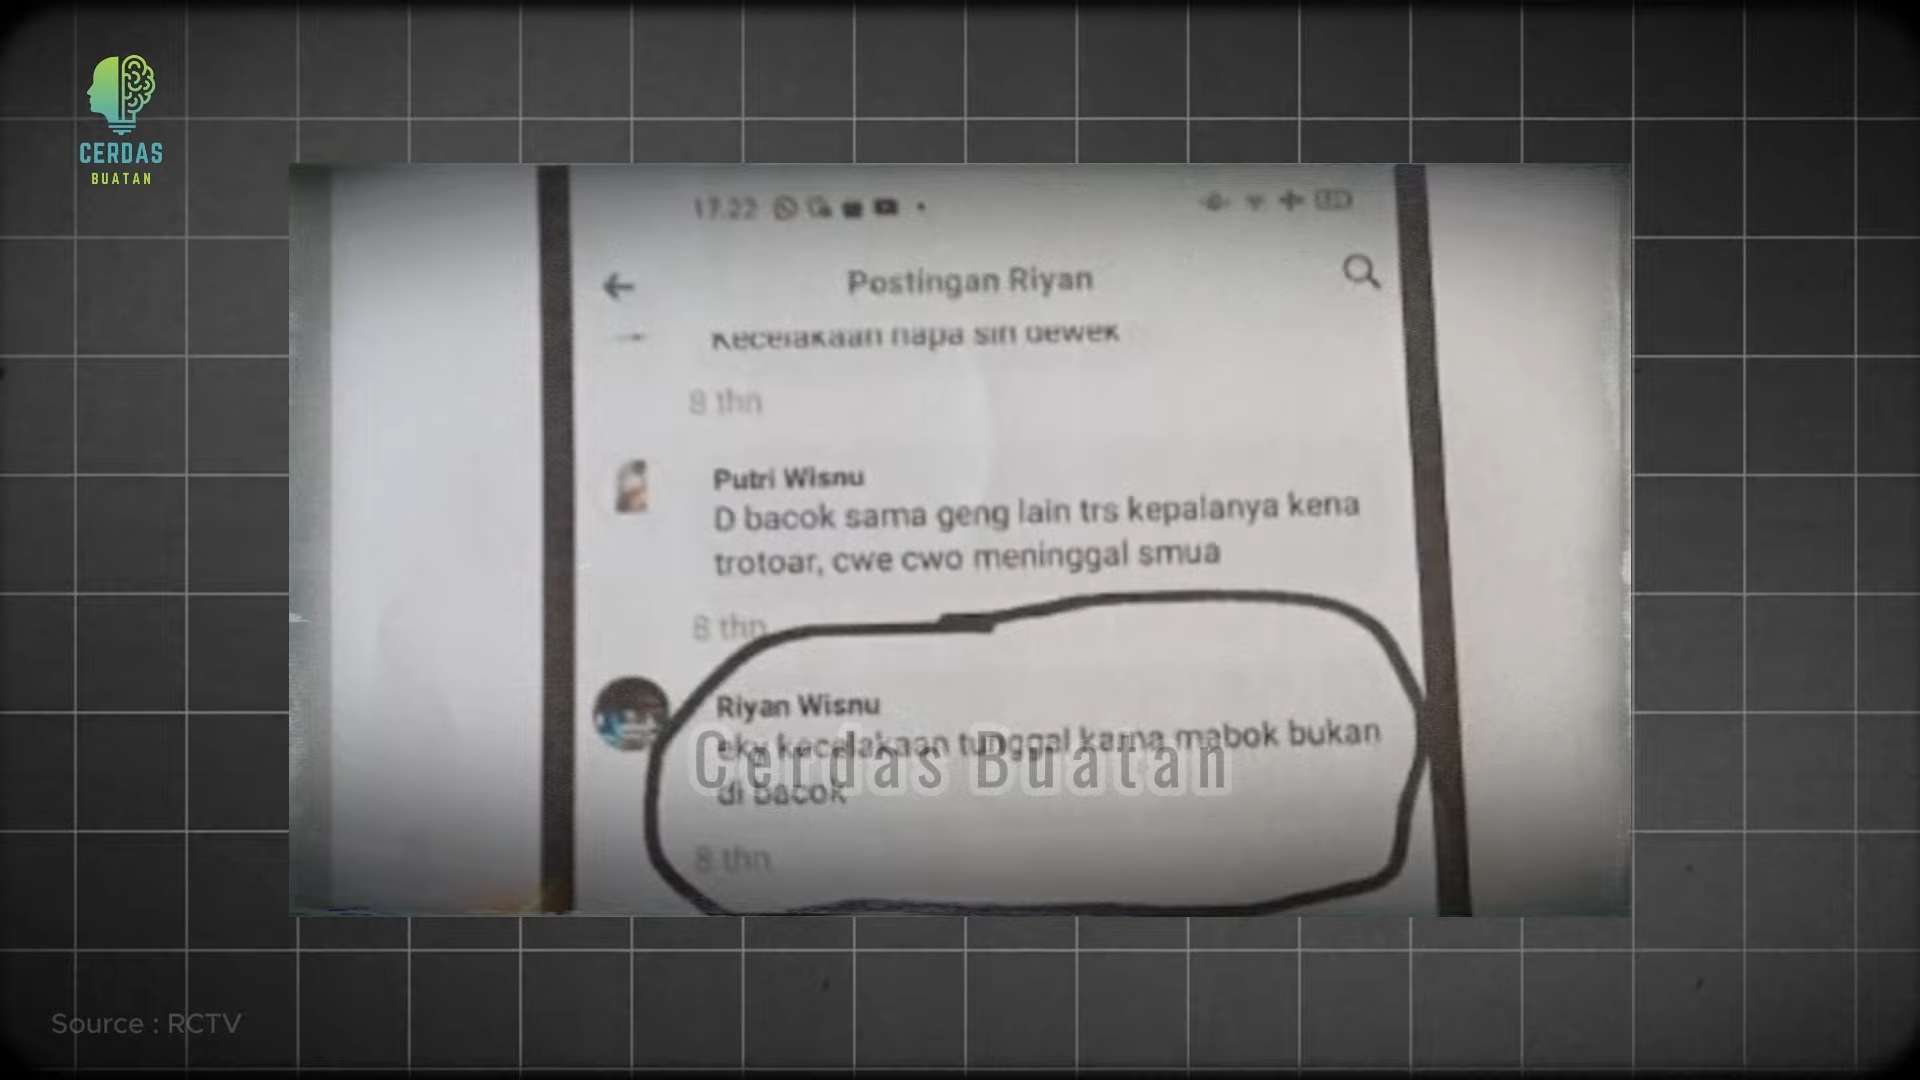 CERDAS
BUATAN
17.22
Postingan Riyan
Kecelakaan napa sih dewek
8 thn
Putri Wisnu
D bacok sama geng lain trs kepalanya kena
trotoar, cwe cwo meninggal smua
8 thn
Riyan Wisnu
eky kecelakaan tunggal karna mabok bukan
di bacok
Cerdas Buatan
8 thn
Source : RCTV